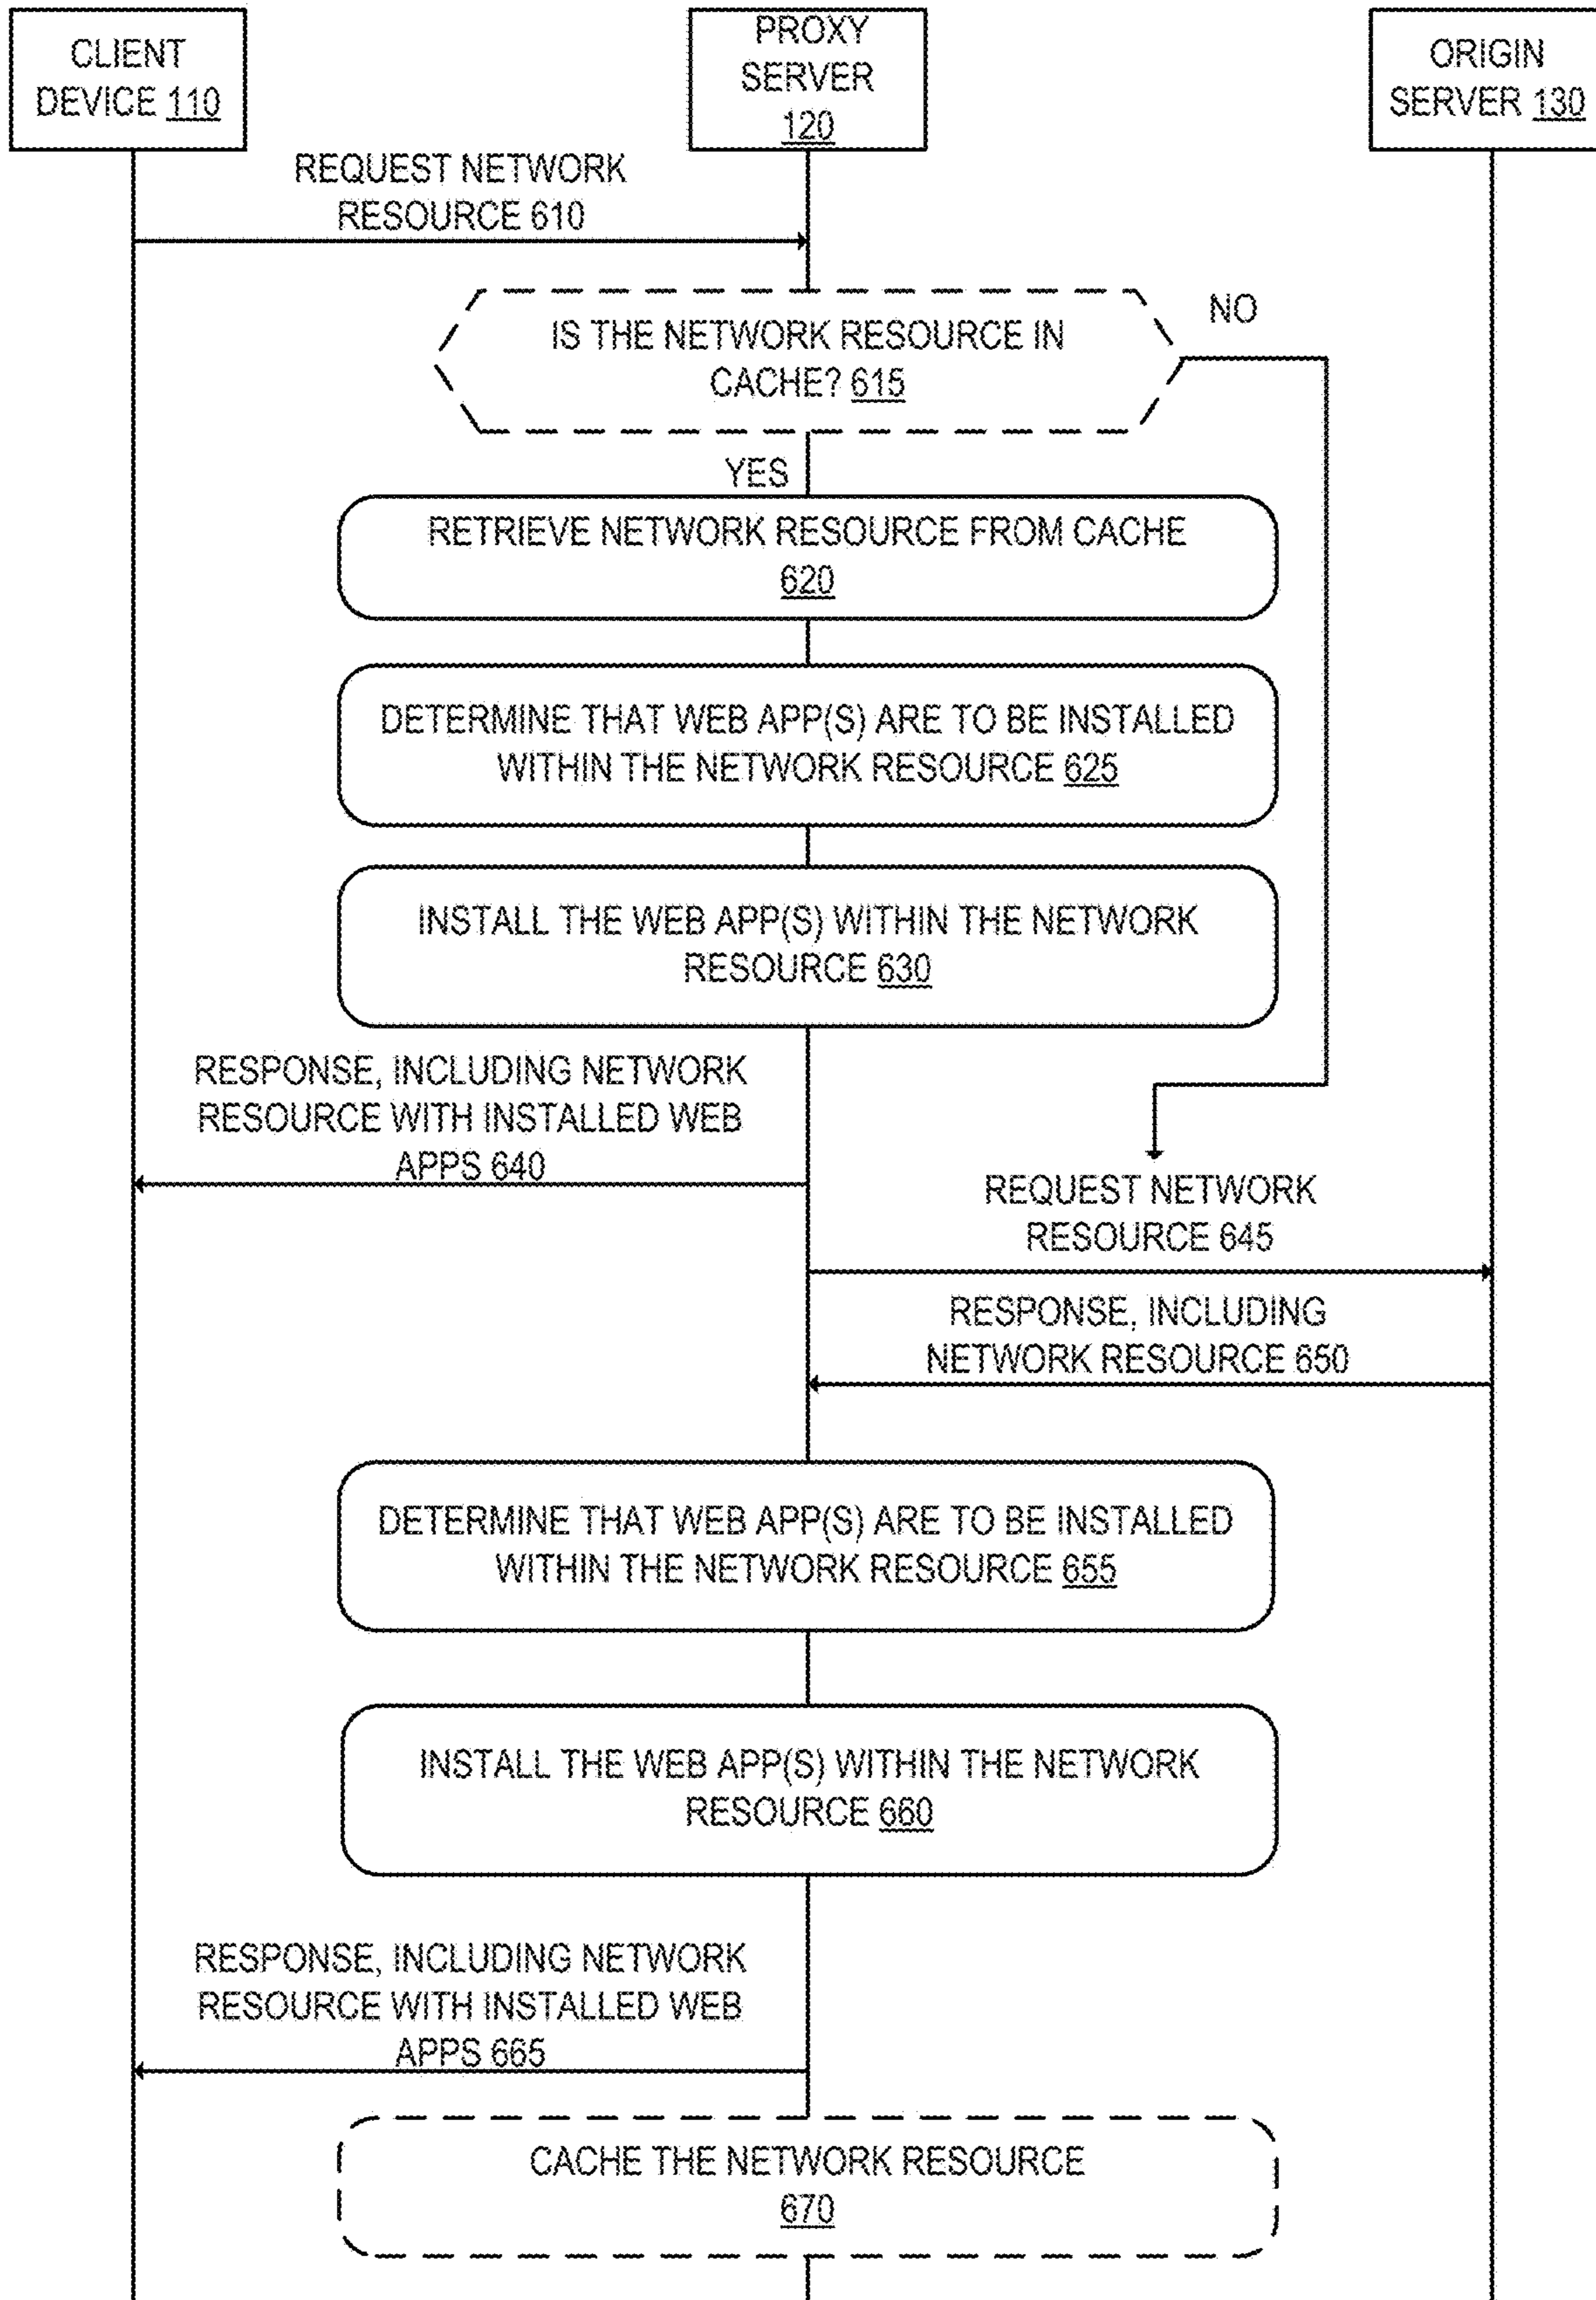 CLIENT
DEVICE 110
PROXY
SERVER
120
ORIGIN
SERVER 130
REQUEST NETWORK
RESOURCE 610
IS THE NETWORK RESOURCE IN
CACHE? 615
NO
YES
RETRIEVE NETWORK RESOURCE FROM CACHE
620
DETERMINE THAT WEB APP(S) ARE TO BE INSTALLED
WITHIN THE NETWORK RESOURCE 625
INSTALL THE WEB APP(S) WITHIN THE NETWORK
RESOURCE 630
RESPONSE, INCLUDING NETWORK
RESOURCE WITH INSTALLED WEB
APPS 640
REQUEST NETWORK
RESOURCE 645
RESPONSE, INCLUDING
NETWORK RESOURCE 650
DETERMINE THAT WEB APP(S) ARE TO BE INSTALLED
WITHIN THE NETWORK RESOURCE 655
INSTALL THE WEB APP(S) WITHIN THE NETWORK
RESOURCE 660
RESPONSE, INCLUDING NETWORK
RESOURCE WITH INSTALLED WEB
APPS 665
CACHE THE NETWORK RESOURCE
670